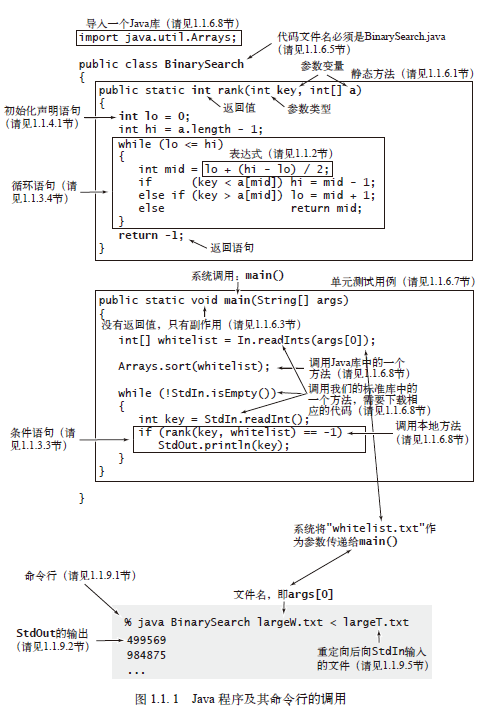 导入一个Java库（请见1.1.6.8节）
import java.util.Arrays;
代码文件名必须是BinarySearch.java
（请见1.1.6.5节）
public class BinarySearch
{
参数变量
静态方法（请见1.1.6.1节）
public static int rank(int key, int[] a)
{
返回值
参数类型
初始化声明语句
（请见1.1.4.1节）
int lo = 0;
int hi = a.length - 1;
while (lo <= hi)
{
表达式（请见1.1.2节）
int mid = lo + (hi - lo) / 2;
循环语句（请见
1.1.3.4节）
if (key < a[mid]) hi = mid - 1;
else if (key > a[mid]) lo = mid + 1;
else return mid;
}
return -1;
}
返回语句
系统调用：main()
单元测试用例（请见1.1.6.7节）
public static void main(String[] args)
{
没有返回值，只有副作用（请见1.1.6.3节）
int[] whitelist = In.readInts(args[0]);
Arrays.sort(whitelist);
调用Java库中的一个
方法（请见1.1.6.8节）
while (!StdIn.isEmpty())
调用我们的标准库中的
一个方法，需要下载相
应的代码（请见1.1.6.8节）
{
int key = StdIn.readInt();
条件语句（请
见1.1.3.3节）
if (rank(key, whitelist) == -1)
StdOut.println(key);
调用本地方法
（请见1.1.6.8节）
}
}
}
系统将"whitelist.txt"作
为参数传递给main()
命令行（请见1.1.9.1节）
文件名，即args[0]
% java BinarySearch largeW.txt < largeT.txt
StdOut的输出
（请见1.1.9.2节）
499569
984875
...
重定向后向StdIn输入
的文件（请见1.1.9.5节）
图 1.1.1 Java 程序及其命令行的调用